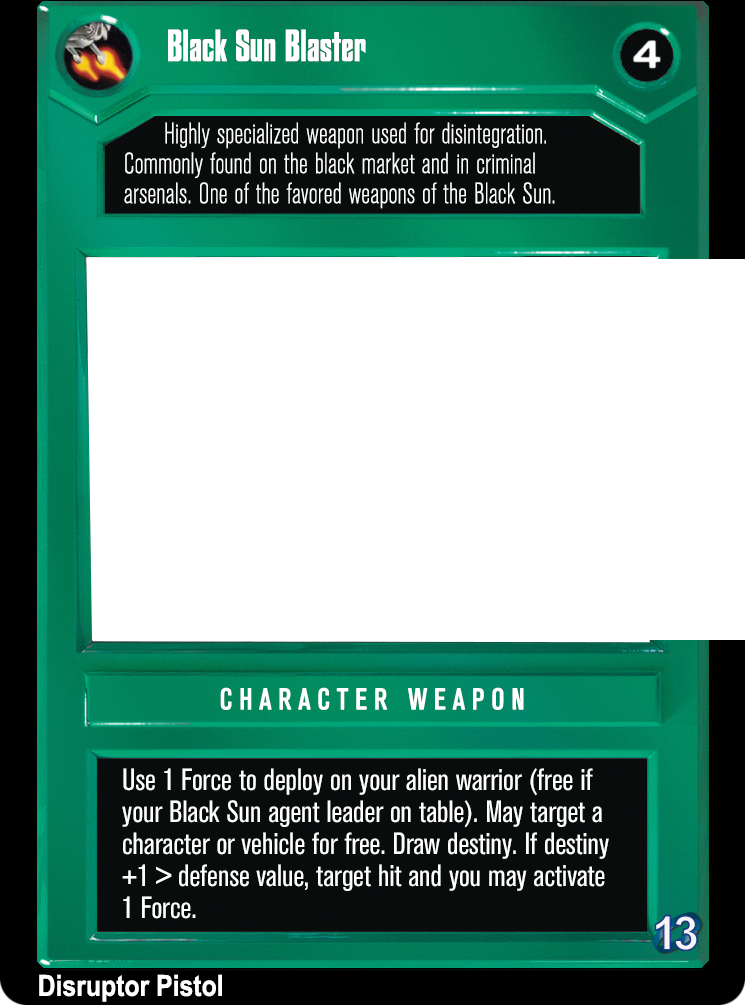 Black Sun Blaster
4
Highly specialized weapon used for disintegration.
Commonly found on the black market and in criminal
arsenals. One of the favored weapons of the Black Sun.
CHARACTER WEAPON
Use 1 Force to deploy on your alien warrior (free if
your Black Sun agent leader on table). May target a
character or vehicle for free. Draw destiny. If destiny
+1 > defense value, target hit and you may activate
1 Force.
13
Disruptor Pistol